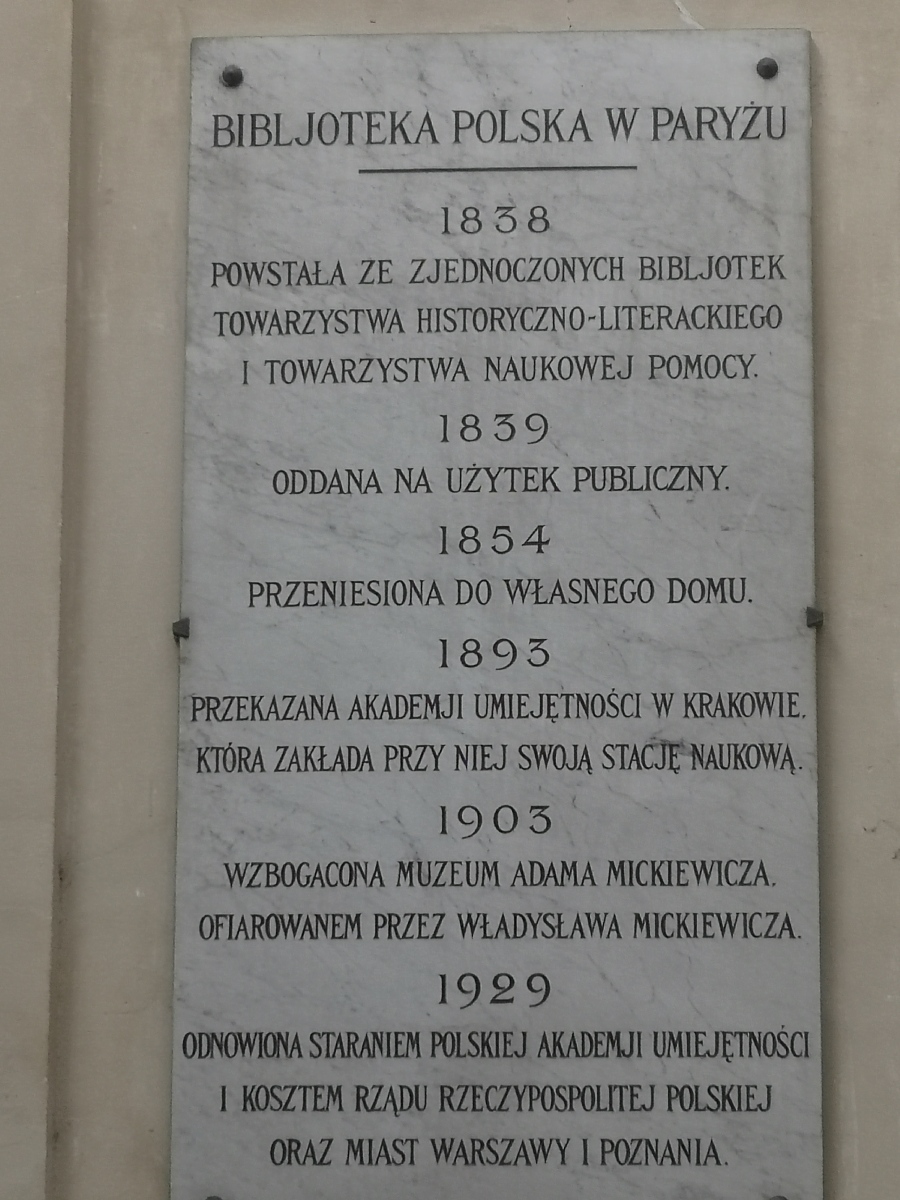 BIBLJOTEKA POLSKA W PARYŻU
1838
POWSTAŁA ZE ZJEDNOCZONYCH BIBLJOTEK
TOWARZYSTWA HISTORYCZNO-LITERACKIEGO
I TOWARZYSTWA NAUKOWEJ POMOCY.
1839
ODDANA NA UŻYTEK PUBLICZNY.
1854
PRZENIESIONA DO WŁASNEGO DOMU.
1893
PRZEKAZANA AKADEMJI UMIEJĘTNOŚCI W KRAKOWIE,
KTÓRA ZAKŁADA PRZY NIEJ SWOJĄ STACJĘ NAUKOWĄ.
1903
WZBOGACONA MUZEUM ADAMA MICKIEWICZA,
OFIAROWANEM PRZEZ WŁADYSŁAWA MICKIEWICZA.
1929
ODNOWIONA STARANIEM POLSKIEJ AKADEMJI UMIEJĘTNOŚCI
I KOSZTEM RZĄDU RZECZYPOSPOLITEJ POLSKIEJ
ORAZ MIAST WARSZAWY I POZNANIA.